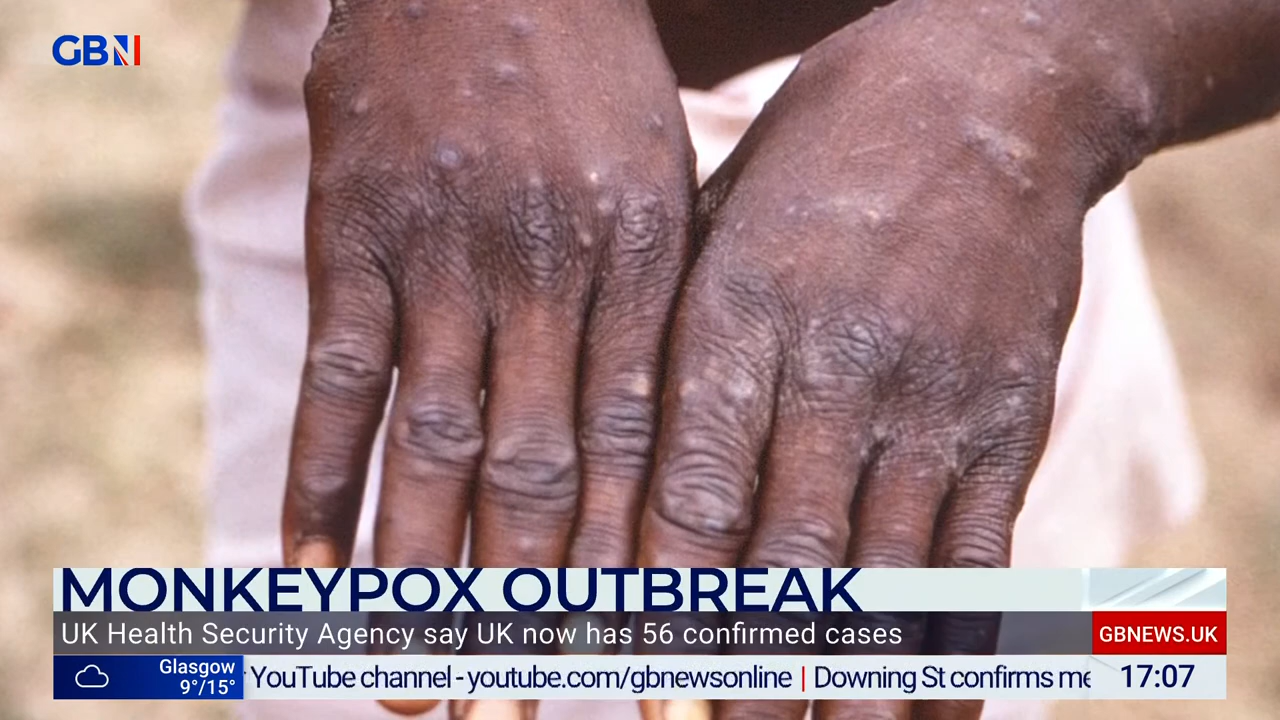 GBN
MONKEYPOX OUTBREAK
UK Health Security Agency say UK now has 56 confirmed cases
GBNEWS.UK
Glasgow
9°/15°
YouTube channel - youtube.com/gbnewsonline | Downing St confirms me
17:07